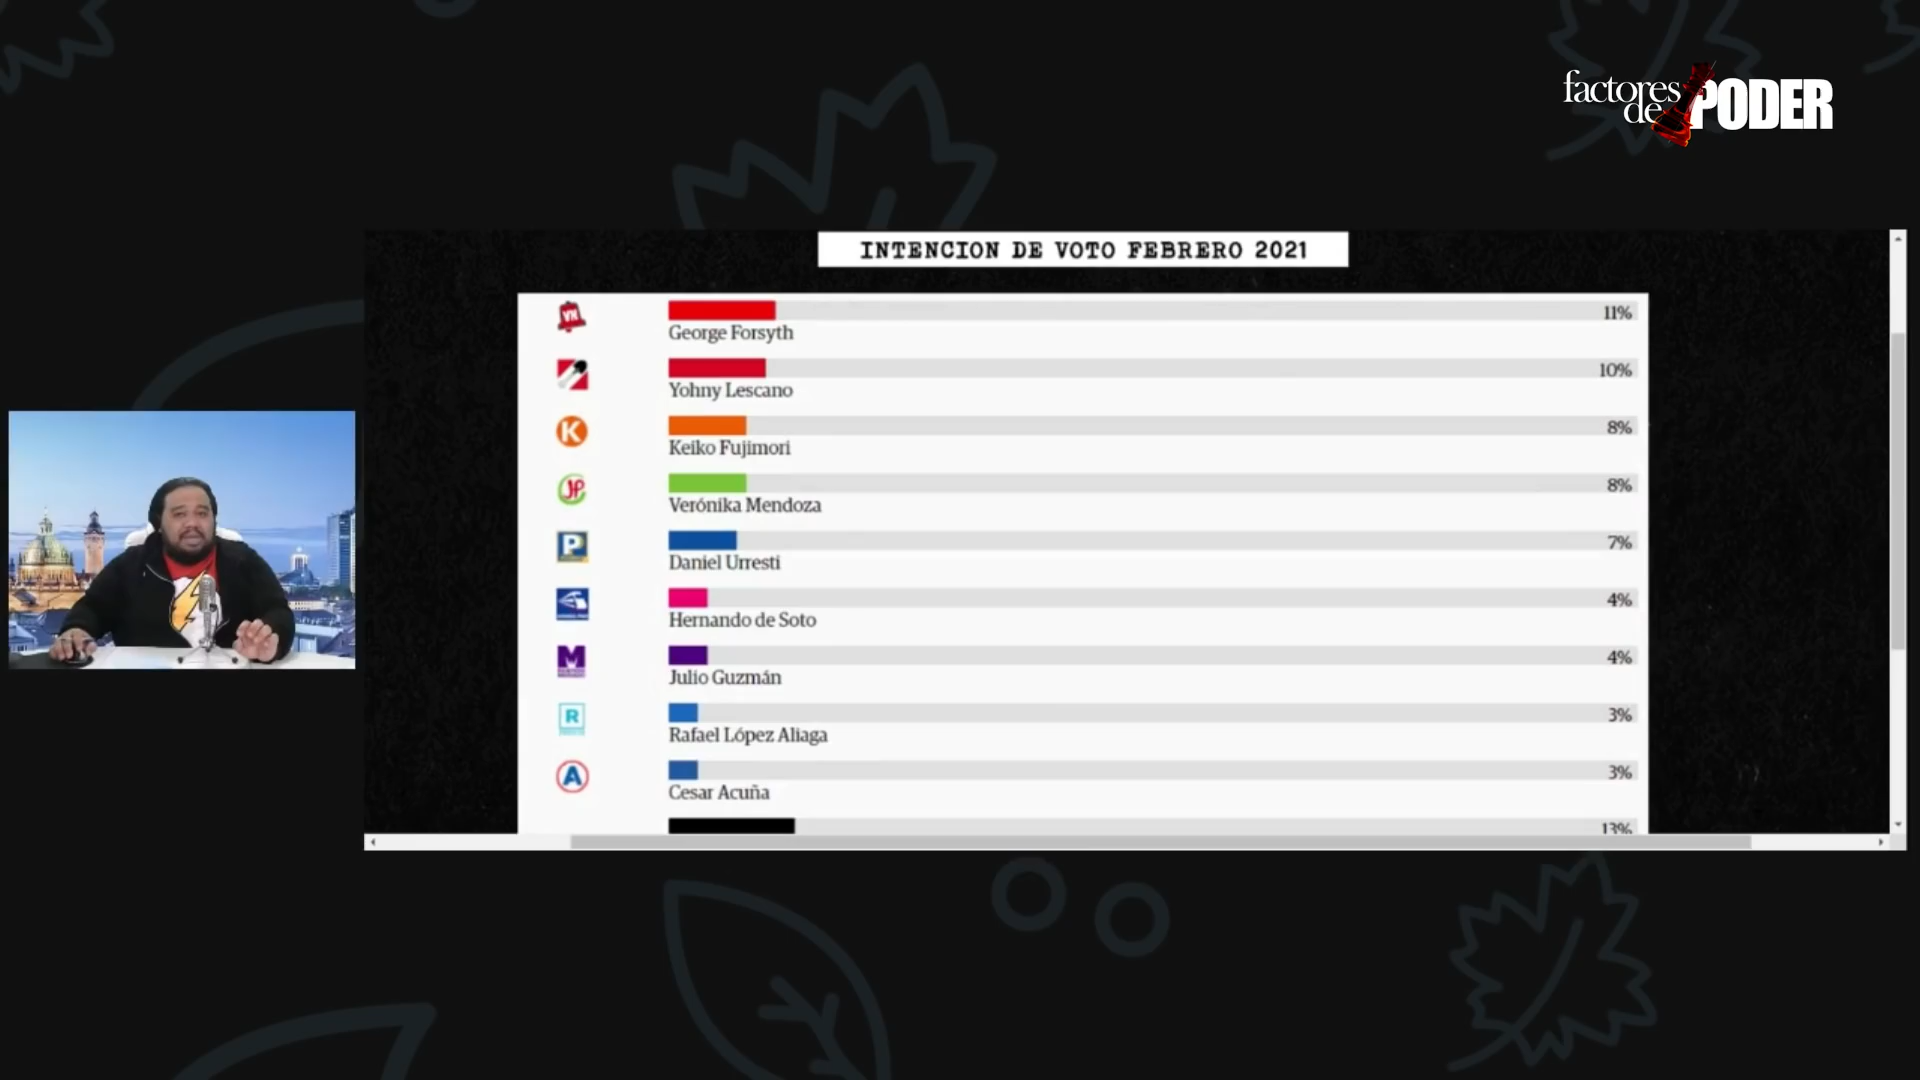 factores
de PODER
INTENCION DE VOTO FEBRERO 2021
VN
11%
George Forsyth
10%
Yohny Lescano
K
8%
Keiko Fujimori
JP
8%
Verónika Mendoza
P
7%
Daniel Urresti
4%
Hernando de Soto
M
4%
Julio Guzmán
R
3%
Rafael López Aliaga
A
3%
Cesar Acuña
13%